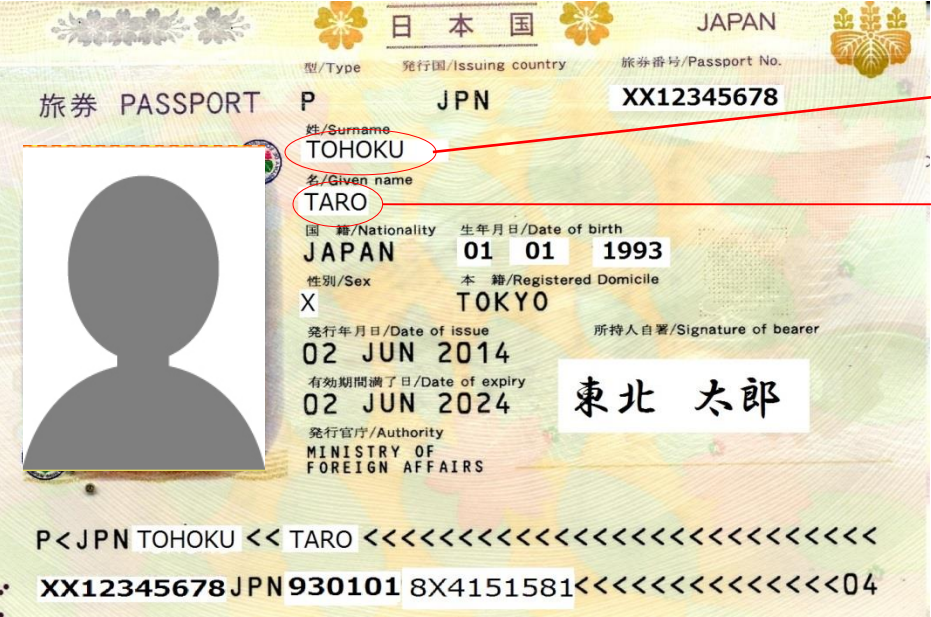 日本国 JAPAN
型/Type 発行国/Issuing country 旅券番号/Passport No.
旅券 PASSPORT P JPN XX12345678
姓/Surname
TOHOKU
名/Given name
TARO
国 籍/Nationality 生年月日/Date of birth
JAPAN 01 01 1993
性別/Sex 本 籍/Registered Domicile
X TOKYO
発行年月日/Date of issue 所持人自署/Signature of bearer
02 JUN 2014
有効期間満了日/Date of expiry
02 JUN 2024 東北 太郎
発行官庁/Authority
MINISTRY OF
FOREIGN AFFAIRS
P<JPN TOHOKU << TARO <<<<<<<<<<<<<<<<<<<<<<<<<<<
XX12345678JPN930101 8X4151581<<<<<<<<<<<<<<04